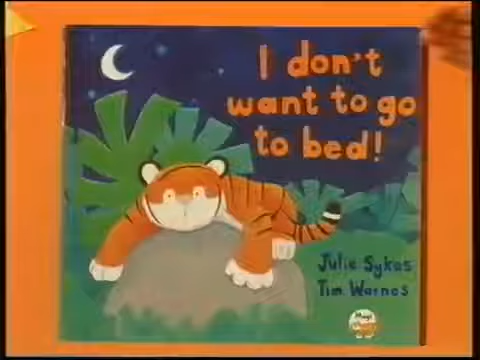 I don't
want to go
to bed!
Julie Sykes
Tim Warnes